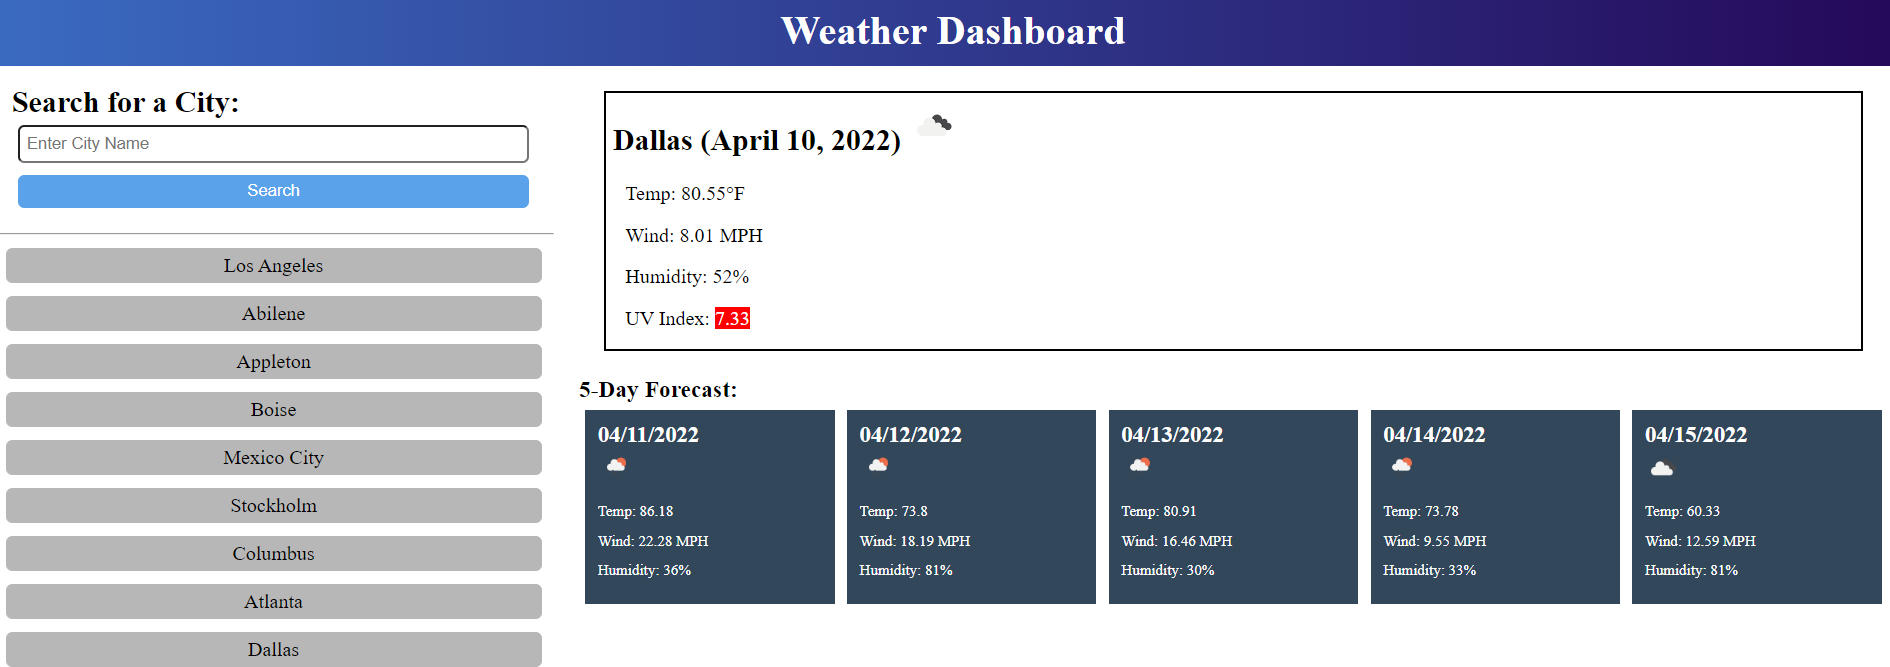 Weather Dashboard
Search for a City:
Enter City Name
Search
Los Angeles
Abilene
Appleton
Boise
Mexico City
Stockholm
Columbus
Atlanta
Dallas
Dallas (April 10, 2022)
Temp: 80.55°F
Wind: 8.01 MPH
Humidity: 52%
UV Index: 7.33
5-Day Forecast:
04/11/2022
Temp: 86.18
Wind: 22.28 MPH
Humidity: 36%
04/12/2022
Temp: 73.8
Wind: 18.19 MPH
Humidity: 81%
04/13/2022
Temp: 80.91
Wind: 16.46 MPH
Humidity: 30%
04/14/2022
Temp: 73.78
Wind: 9.55 MPH
Humidity: 33%
04/15/2022
Temp: 60.33
Wind: 12.59 MPH
Humidity: 81%